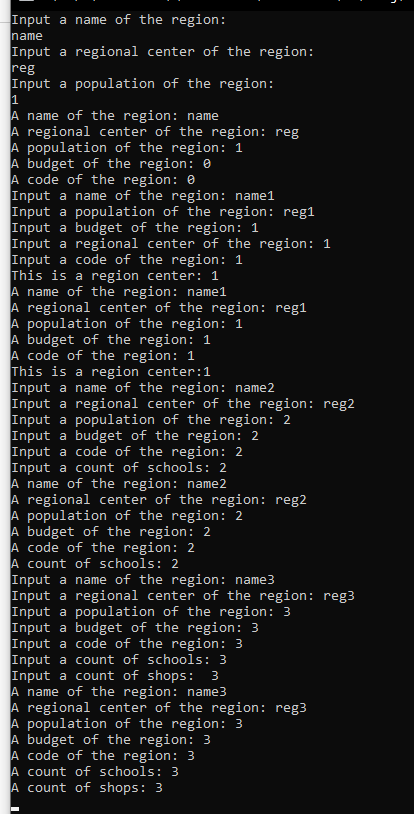 Input a name of the region:
name
Input a regional center of the region:
reg
Input a population of the region:
1
A name of the region: name
A regional center of the region: reg
A population of the region: 1
A budget of the region: 0
A code of the region: 0
Input a name of the region: name1
Input a population of the region: reg1
Input a budget of the region: 1
Input a regional center of the region: 1
Input a code of the region: 1
This is a region center: 1
A name of the region: name1
A regional center of the region: reg1
A population of the region: 1
A budget of the region: 1
A code of the region: 1
This is a region center:1
Input a name of the region: name2
Input a regional center of the region: reg2
Input a population of the region: 2
Input a budget of the region: 2
Input a code of the region: 2
Input a count of schools: 2
A name of the region: name2
A regional center of the region: reg2
A population of the region: 2
A budget of the region: 2
A code of the region: 2
A count of schools: 2
Input a name of the region: name3
Input a regional center of the region: reg3
Input a population of the region: 3
Input a budget of the region: 3
Input a code of the region: 3
Input a count of schools: 3
Input a count of shops:  3
A name of the region: name3
A regional center of the region: reg3
A population of the region: 3
A budget of the region: 3
A code of the region: 3
A count of schools: 3
A count of shops: 3